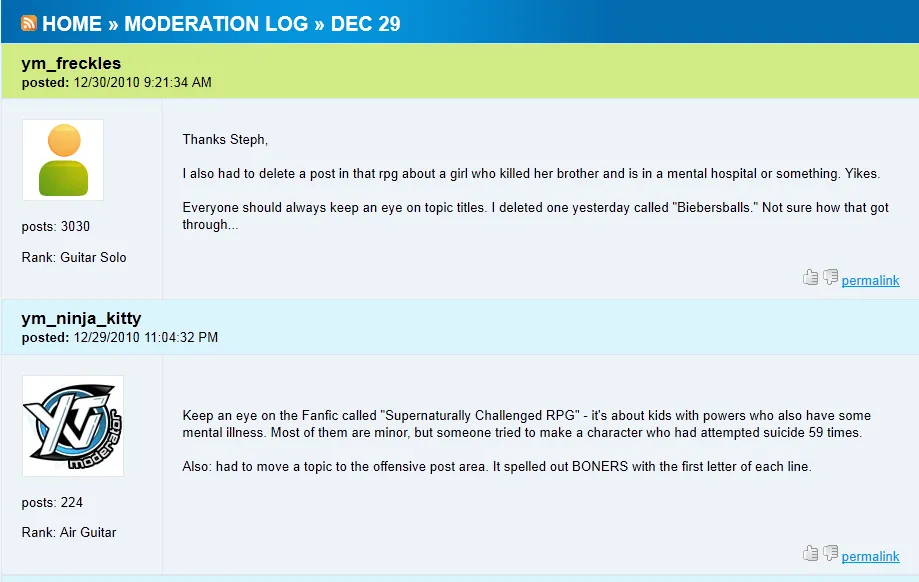 HOME » MODERATION LOG » DEC 29
ym_freckles
posted: 12/30/2010 9:21:34 AM
Thanks Steph,
I also had to delete a post in that rpg about a girl who killed her brother and is in a mental hospital or something. Yikes.
Everyone should always keep an eye on topic titles. I deleted one yesterday called "Biebersballs." Not sure how that got
through...
posts: 3030
Rank: Guitar Solo
permalink
ym_ninja_kitty
posted: 12/29/2010 11:04:32 PM
YTV
moderator
Keep an eye on the Fanfic called "Supernaturally Challenged RPG" - it's about kids with powers who also have some
mental illness. Most of them are minor, but someone tried to make a character who had attempted suicide 59 times.
Also: had to move a topic to the offensive post area. It spelled out BONERS with the first letter of each line.
posts: 224
Rank: Air Guitar
permalink